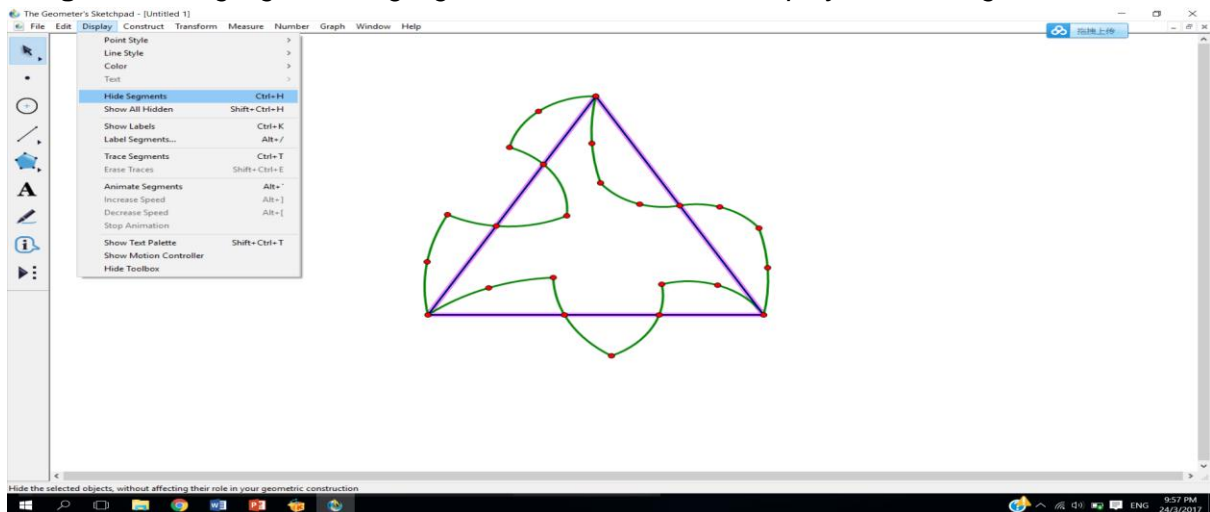 The Geometer's Sketchpad - [Untitled 1]
File Edit Display Construct Transform Measure Number Graph Window Help
拖拽上传
Point Style
Line Style
Color
Text
Hide Segments Ctrl+H
Show All Hidden Shift+Ctrl+H
Show Labels Ctrl+K
Label Segments... Alt+/
Trace Segments Ctrl+T
Erase Traces Shift+Ctrl+E
Animate Segments Alt+`
Increase Speed Alt+]
Decrease Speed Alt+[
Stop Animation
Show Text Palette Shift+Ctrl+T
Show Motion Controller
Hide Toolbox
A
Hide the selected objects, without affecting their role in your geometric construction
ENG
9:57 PM
24/3/2017